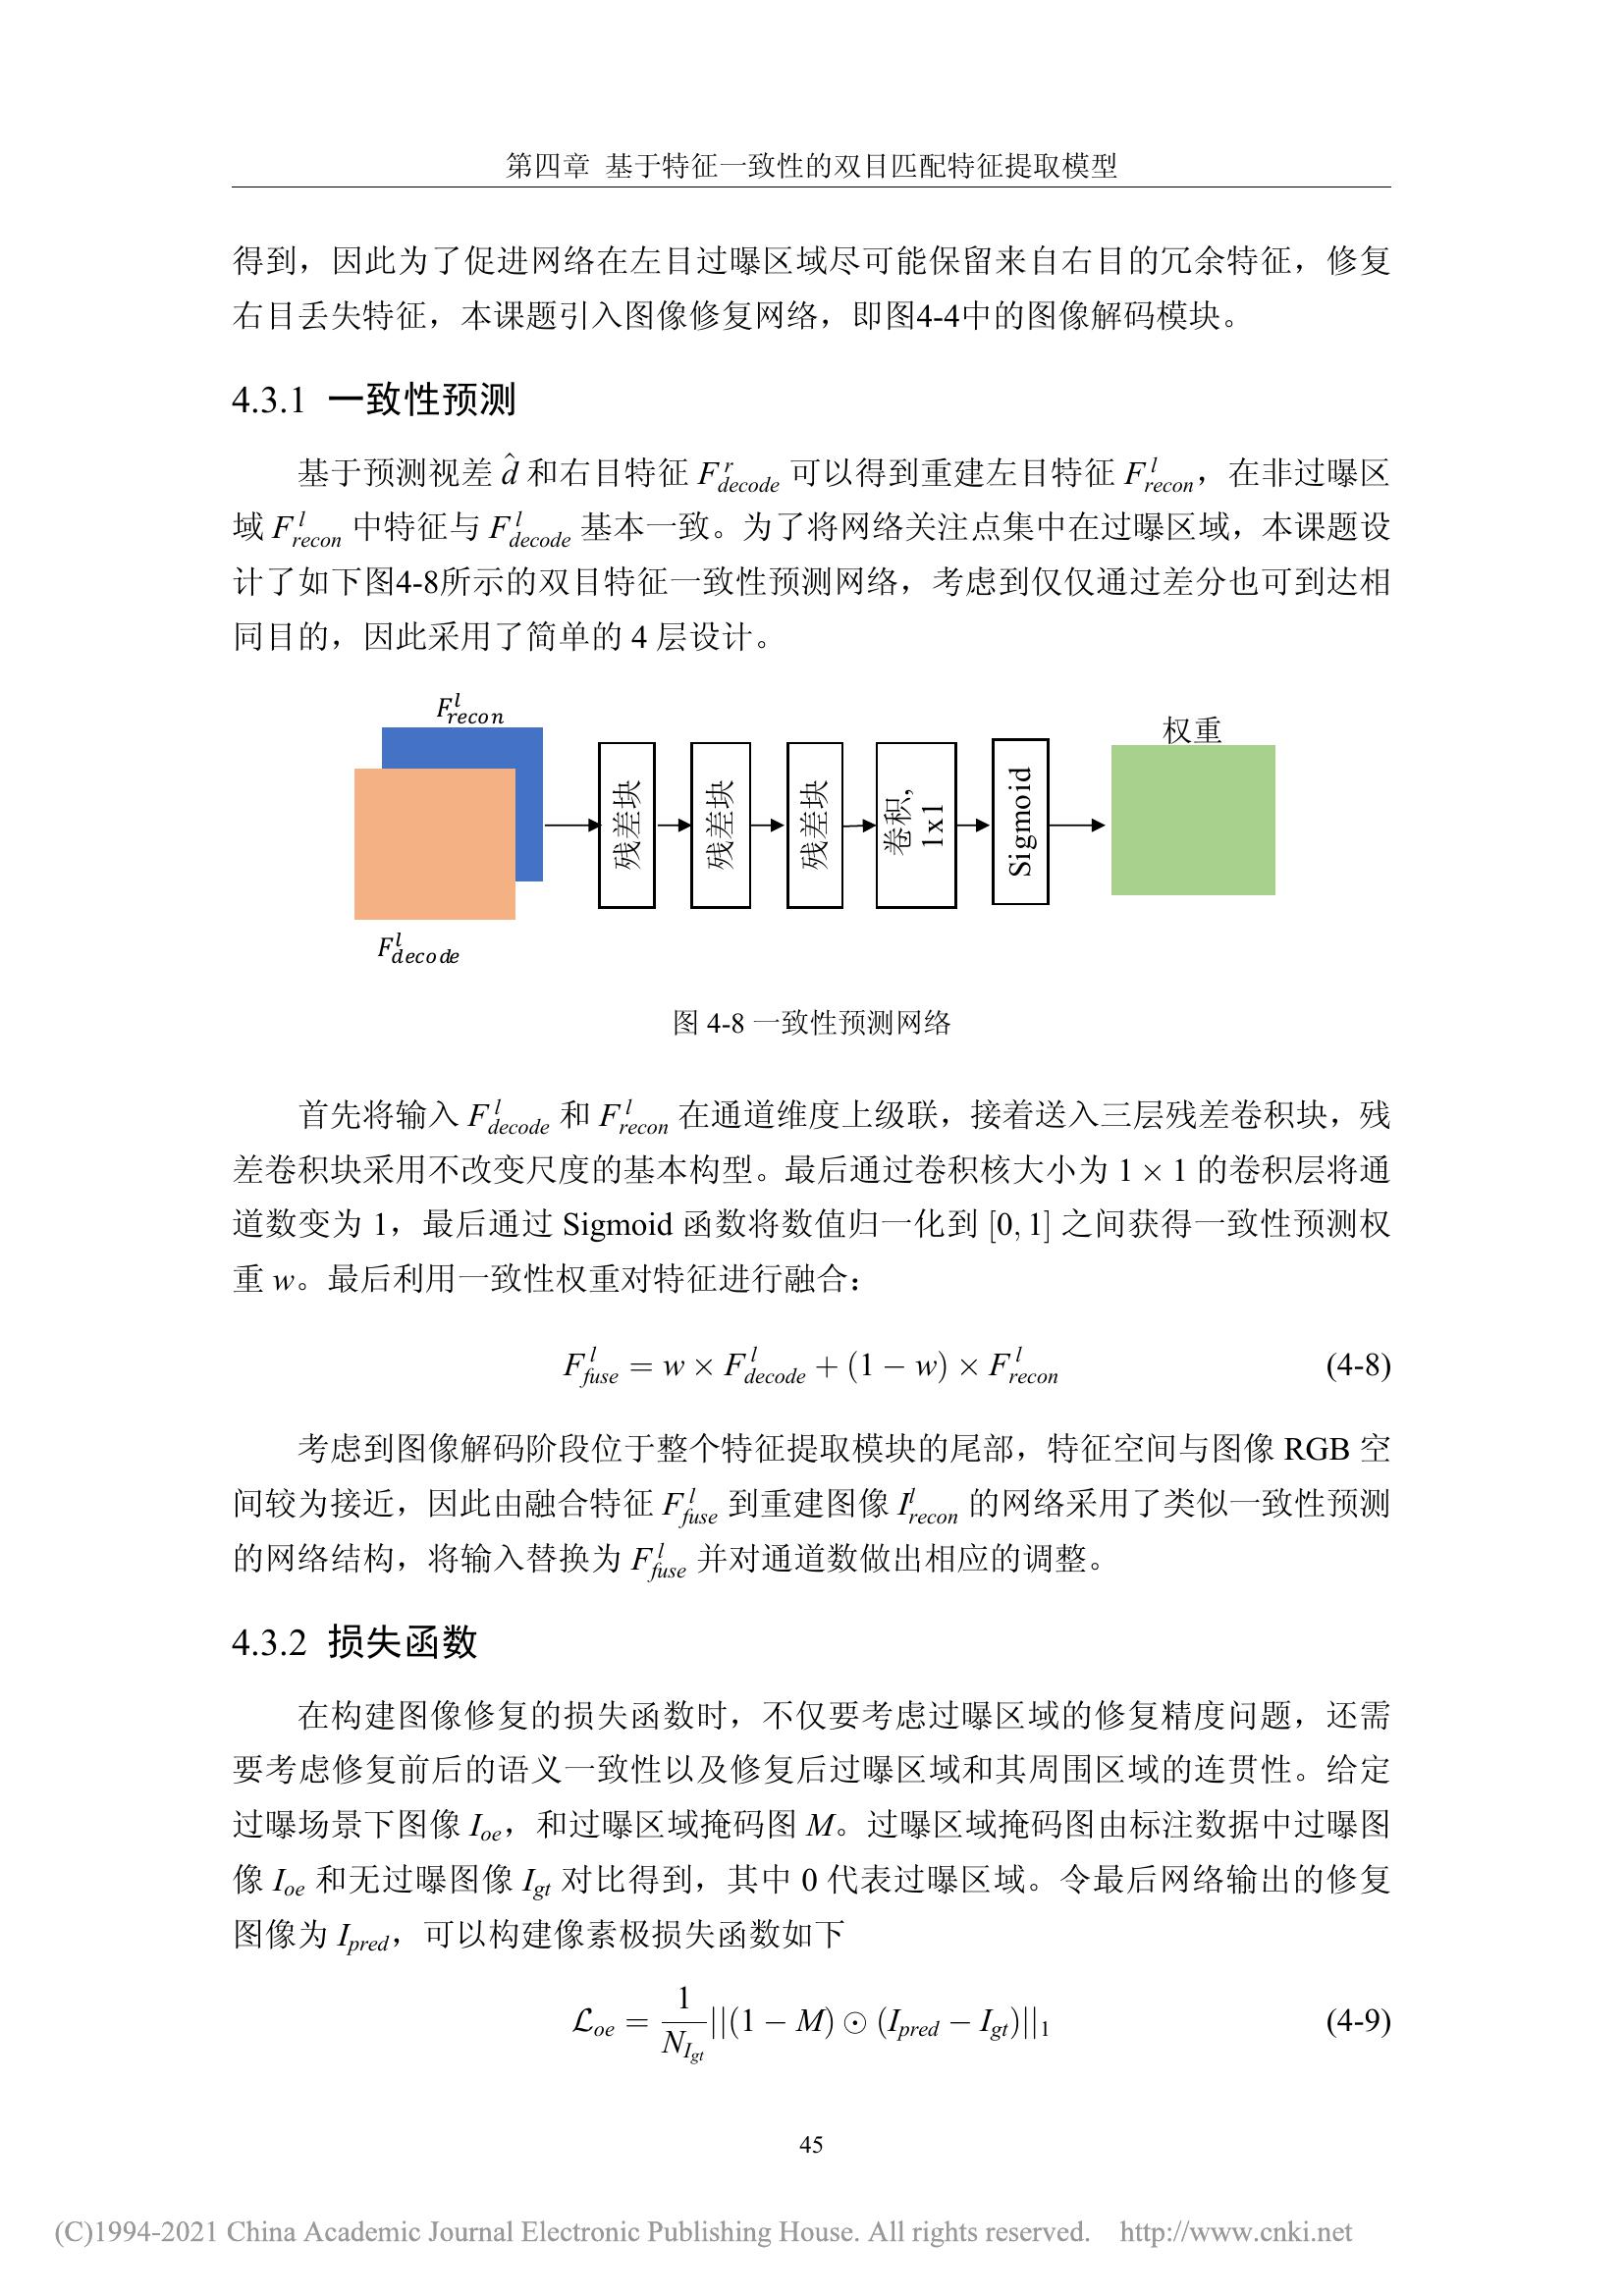 第四章 基于特征一致性的双目匹配特征提取模型
得到，因此为了促进网络在左目过曝区域尽可能保留来自右目的冗余特征，修复
右目丢失特征，本课题引入图像修复网络，即图4-4中的图像解码模块。
4.3.1 一致性预测
基于预测视差 $\hat{d}$ 和右目特征 $F_{decode}^{r}$ 可以得到重建左目特征 $F_{recon}^{l}$，在非过曝区
域 $F_{recon}^{l}$ 中特征与 $F_{decode}^{l}$ 基本一致。为了将网络关注点集中在过曝区域，本课题设
计了如下图4-8所示的双目特征一致性预测网络，考虑到仅仅通过差分也可到达相
同目的，因此采用了简单的 4 层设计。
$F_{recon}^{l}$
$F_{decode}^{l}$
残差块
残差块
残差块
卷积,
1x1
Sigmoid
权重
图 4-8 一致性预测网络
首先将输入 $F_{decode}^{l}$ 和 $F_{recon}^{l}$ 在通道维度上级联，接着送入三层残差卷积块，残
差卷积块采用不改变尺度的基本构型。最后通过卷积核大小为 1 × 1 的卷积层将通
道数变为 1，最后通过 Sigmoid 函数将数值归一化到 [0, 1] 之间获得一致性预测权
重 w。最后利用一致性权重对特征进行融合：
$F_{fuse}^{l} = w \times F_{decode}^{l} + (1 - w) \times F_{recon}^{l}$ (4-8)
考虑到图像解码阶段位于整个特征提取模块的尾部，特征空间与图像 RGB 空
间较为接近，因此由融合特征 $F_{fuse}^{l}$ 到重建图像 $I_{recon}^{l}$ 的网络采用了类似一致性预测
的网络结构，将输入替换为 $F_{fuse}^{l}$ 并对通道数做出相应的调整。
4.3.2 损失函数
在构建图像修复的损失函数时，不仅要考虑过曝区域的修复精度问题，还需
要考虑修复前后的语义一致性以及修复后过曝区域和其周围区域的连贯性。给定
过曝场景下图像 $I_{oe}$，和过曝区域掩码图 M。过曝区域掩码图由标注数据中过曝图
像 $I_{oe}$ 和无过曝图像 $I_{gt}$ 对比得到，其中 0 代表过曝区域。令最后网络输出的修复
图像为 $I_{pred}$，可以构建像素极损失函数如下
$\mathcal{L}_{oe} = \frac{1}{N_{I_{gt}}} ||(1 - M) \odot (I_{pred} - I_{gt})||_1$ (4-9)
45
(C)1994-2021 China Academic Journal Electronic Publishing House. All rights reserved. http://www.cnki.net